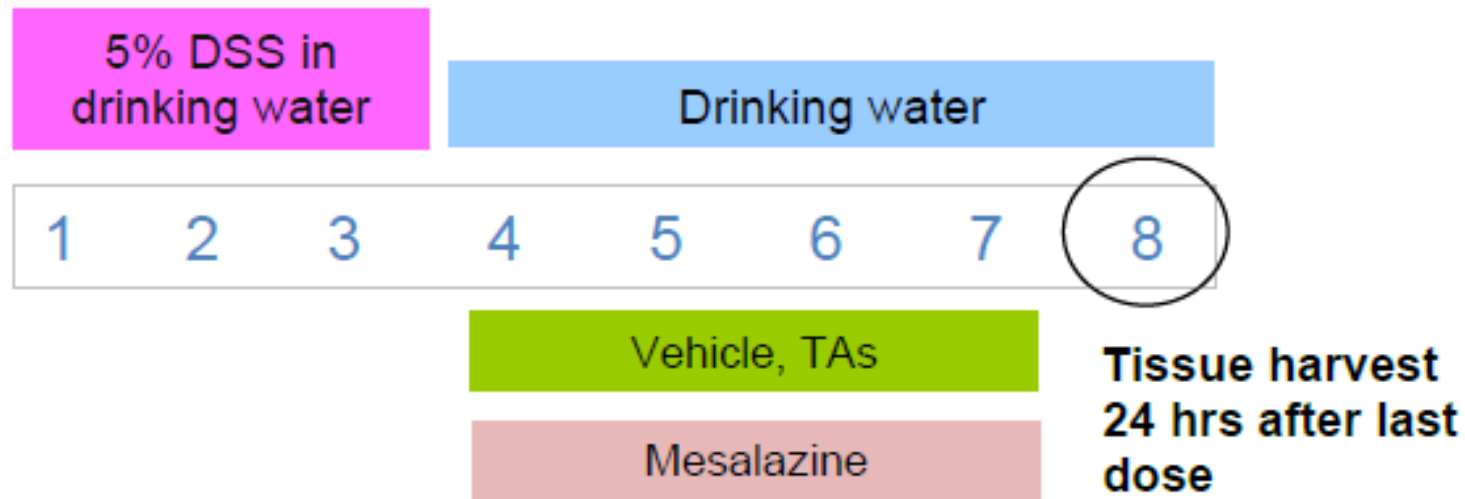 5% DSS in
drinking water
Drinking water
1 2 3 4 5 6 7 8
Vehicle, TAs
Mesalazine
Tissue harvest
24 hrs after last
dose